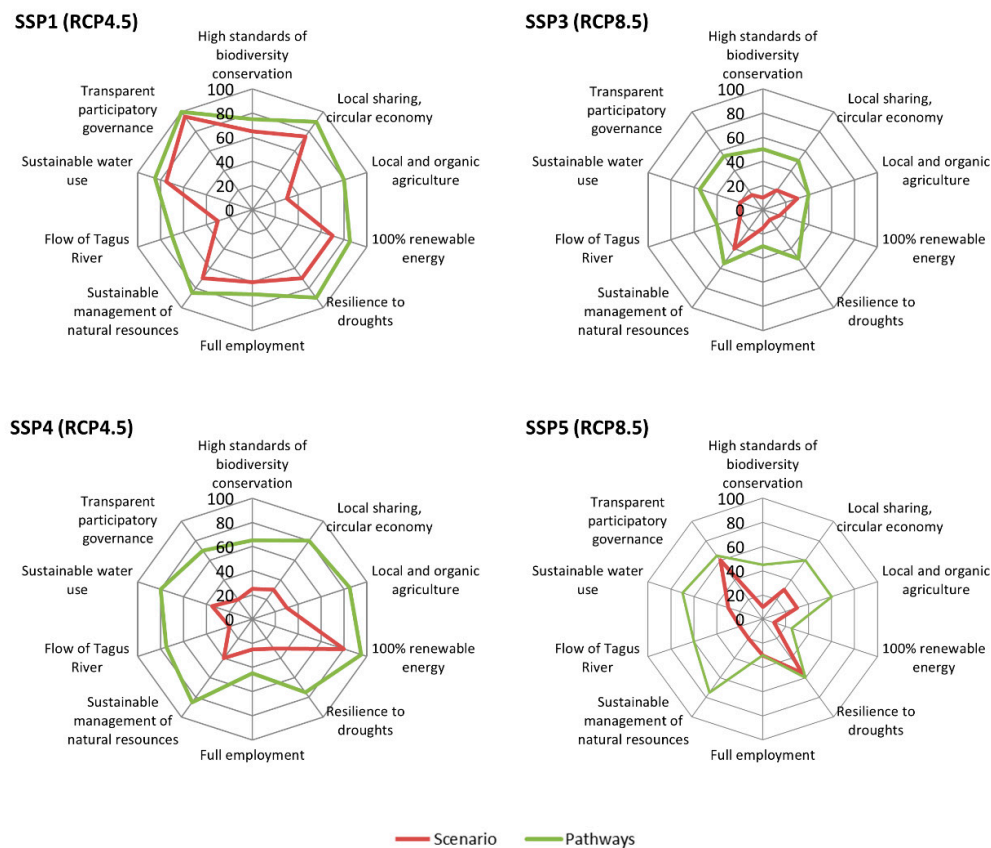 SSP1 (RCP4.5)
High standards of
biodiversity
conservation
Local sharing,
circular economy
Local and organic
agriculture
100% renewable
energy
Resilience to
droughts
Full employment
Sustainable
management of
natural resounces
Flow of Tagus
River
Sustainable water
use
Transparent
participatory
governance
100
80
60
40
20
0
SSP3 (RCP8.5)
High standards of
biodiversity
conservation
Local sharing,
circular economy
Local and organic
agriculture
100% renewable
energy
Resilience to
droughts
Full employment
Sustainable
management of
natural resounces
Flow of Tagus
River
Sustainable water
use
Transparent
participatory
governance
100
80
60
40
20
0
SSP4 (RCP4.5)
High standards of
biodiversity
conservation
Local sharing,
circular economy
Local and organic
agriculture
100% renewable
energy
Resilience to
droughts
Full employment
Sustainable
management of
natural resounces
Flow of Tagus
River
Sustainable water
use
Transparent
participatory
governance
100
80
60
40
20
0
SSP5 (RCP8.5)
High standards of
biodiversity
conservation
Local sharing,
circular economy
Local and organic
agriculture
100% renewable
energy
Resilience to
droughts
Full employment
Sustainable
management of
natural resounces
Flow of Tagus
River
Sustainable water
use
Transparent
participatory
governance
100
80
60
40
20
0
Scenario
Pathways